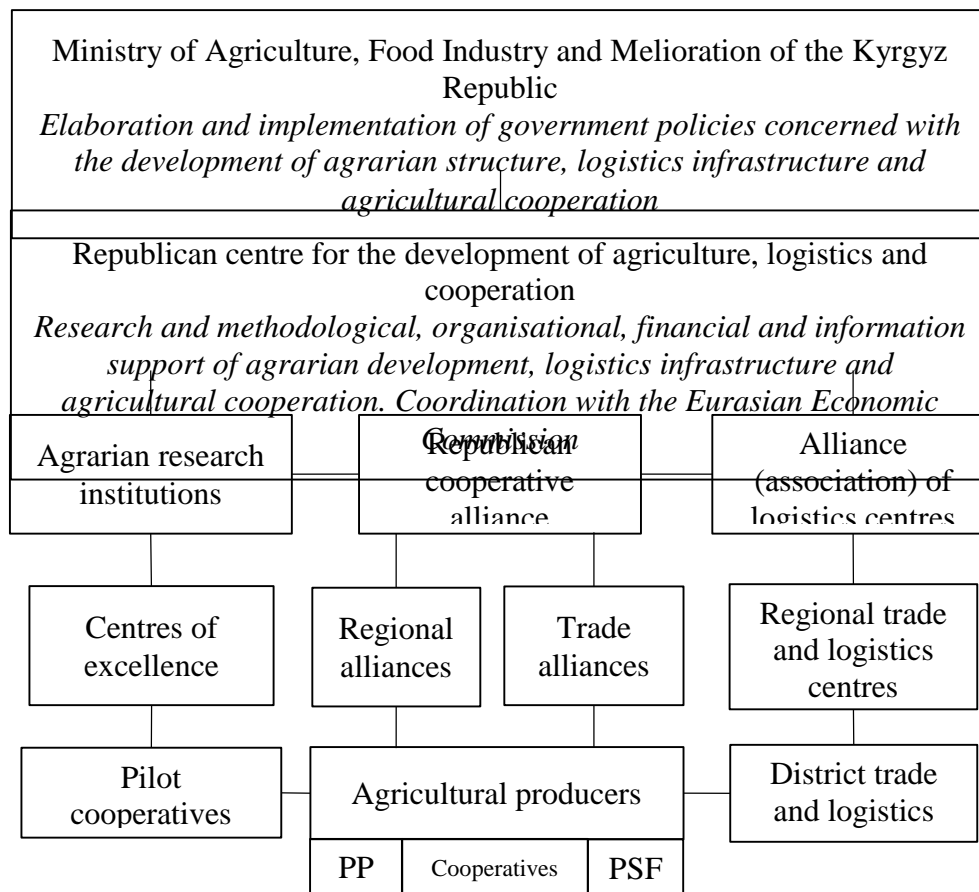 Ministry of Agriculture, Food Industry and Melioration of the Kyrgyz
Republic
Elaboration and implementation of government policies concerned with
the development of agrarian structure, logistics infrastructure and
agricultural cooperation
Republican centre for the development of agriculture, logistics and
cooperation
Research and methodological, organisational, financial and information
support of agrarian development, logistics infrastructure and
agricultural cooperation. Coordination with the Eurasian Economic
Commission
Agrarian research
institutions
Republican
cooperative
alliance
Alliance
(association) of
logistics centres
Centres of
excellence
Regional
alliances
Trade
alliances
Regional trade
and logistics
centres
Pilot
cooperatives
Agricultural producers
District trade
and logistics
PP
Cooperatives
PSF